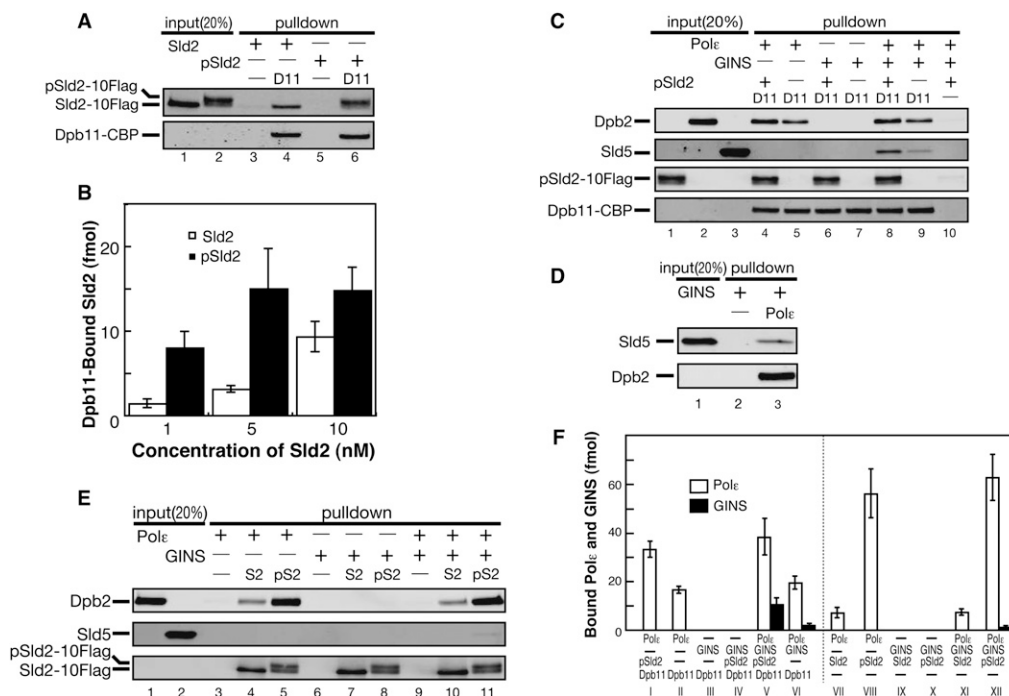 A
input(20%) pulldown
Sld2 + + — —
pSld2 — — + +
— D11 — D11
pSld2-10Flag
Sld2-10Flag
Dpb11-CBP
1 2 3 4 5 6
B
Dpb11-Bound Sld2 (fmol)
20
10
0
Sld2
pSld2
1 5 10
Concentration of Sld2 (nM)
C
input(20%) pulldown
Polε + + — — + + +
GINS — — + + + + +
pSld2 + — + — + — +
D11 D11 D11 D11 D11 D11 —
Dpb2
Sld5
pSld2-10Flag
Dpb11-CBP
1 2 3 4 5 6 7 8 9 10
D
input(20%) pulldown
GINS + +
— Polε
Sld5
Dpb2
1 2 3
E
input(20%) pulldown
Polε + + + — — — — + +
GINS — — — + + + + + +
— S2 pS2 — S2 pS2 — S2 pS2
Dpb2
Sld5
pSld2-10Flag
Sld2-10Flag
1 2 3 4 5 6 7 8 9 10 11
F
Bound Polε and GINS (fmol)
60
40
20
0
Polε
GINS
Polε Polε — — Polε Polε Polε Polε — — Polε Polε
— — GINS GINS GINS GINS — — GINS GINS GINS GINS
pSld2 — — pSld2 pSld2 — Sld2 pSld2 Sld2 pSld2 Sld2 pSld2
Dpb11 Dpb11 Dpb11 Dpb11 Dpb11 Dpb11
I II III IV V VI VII VIII IX X XI XII